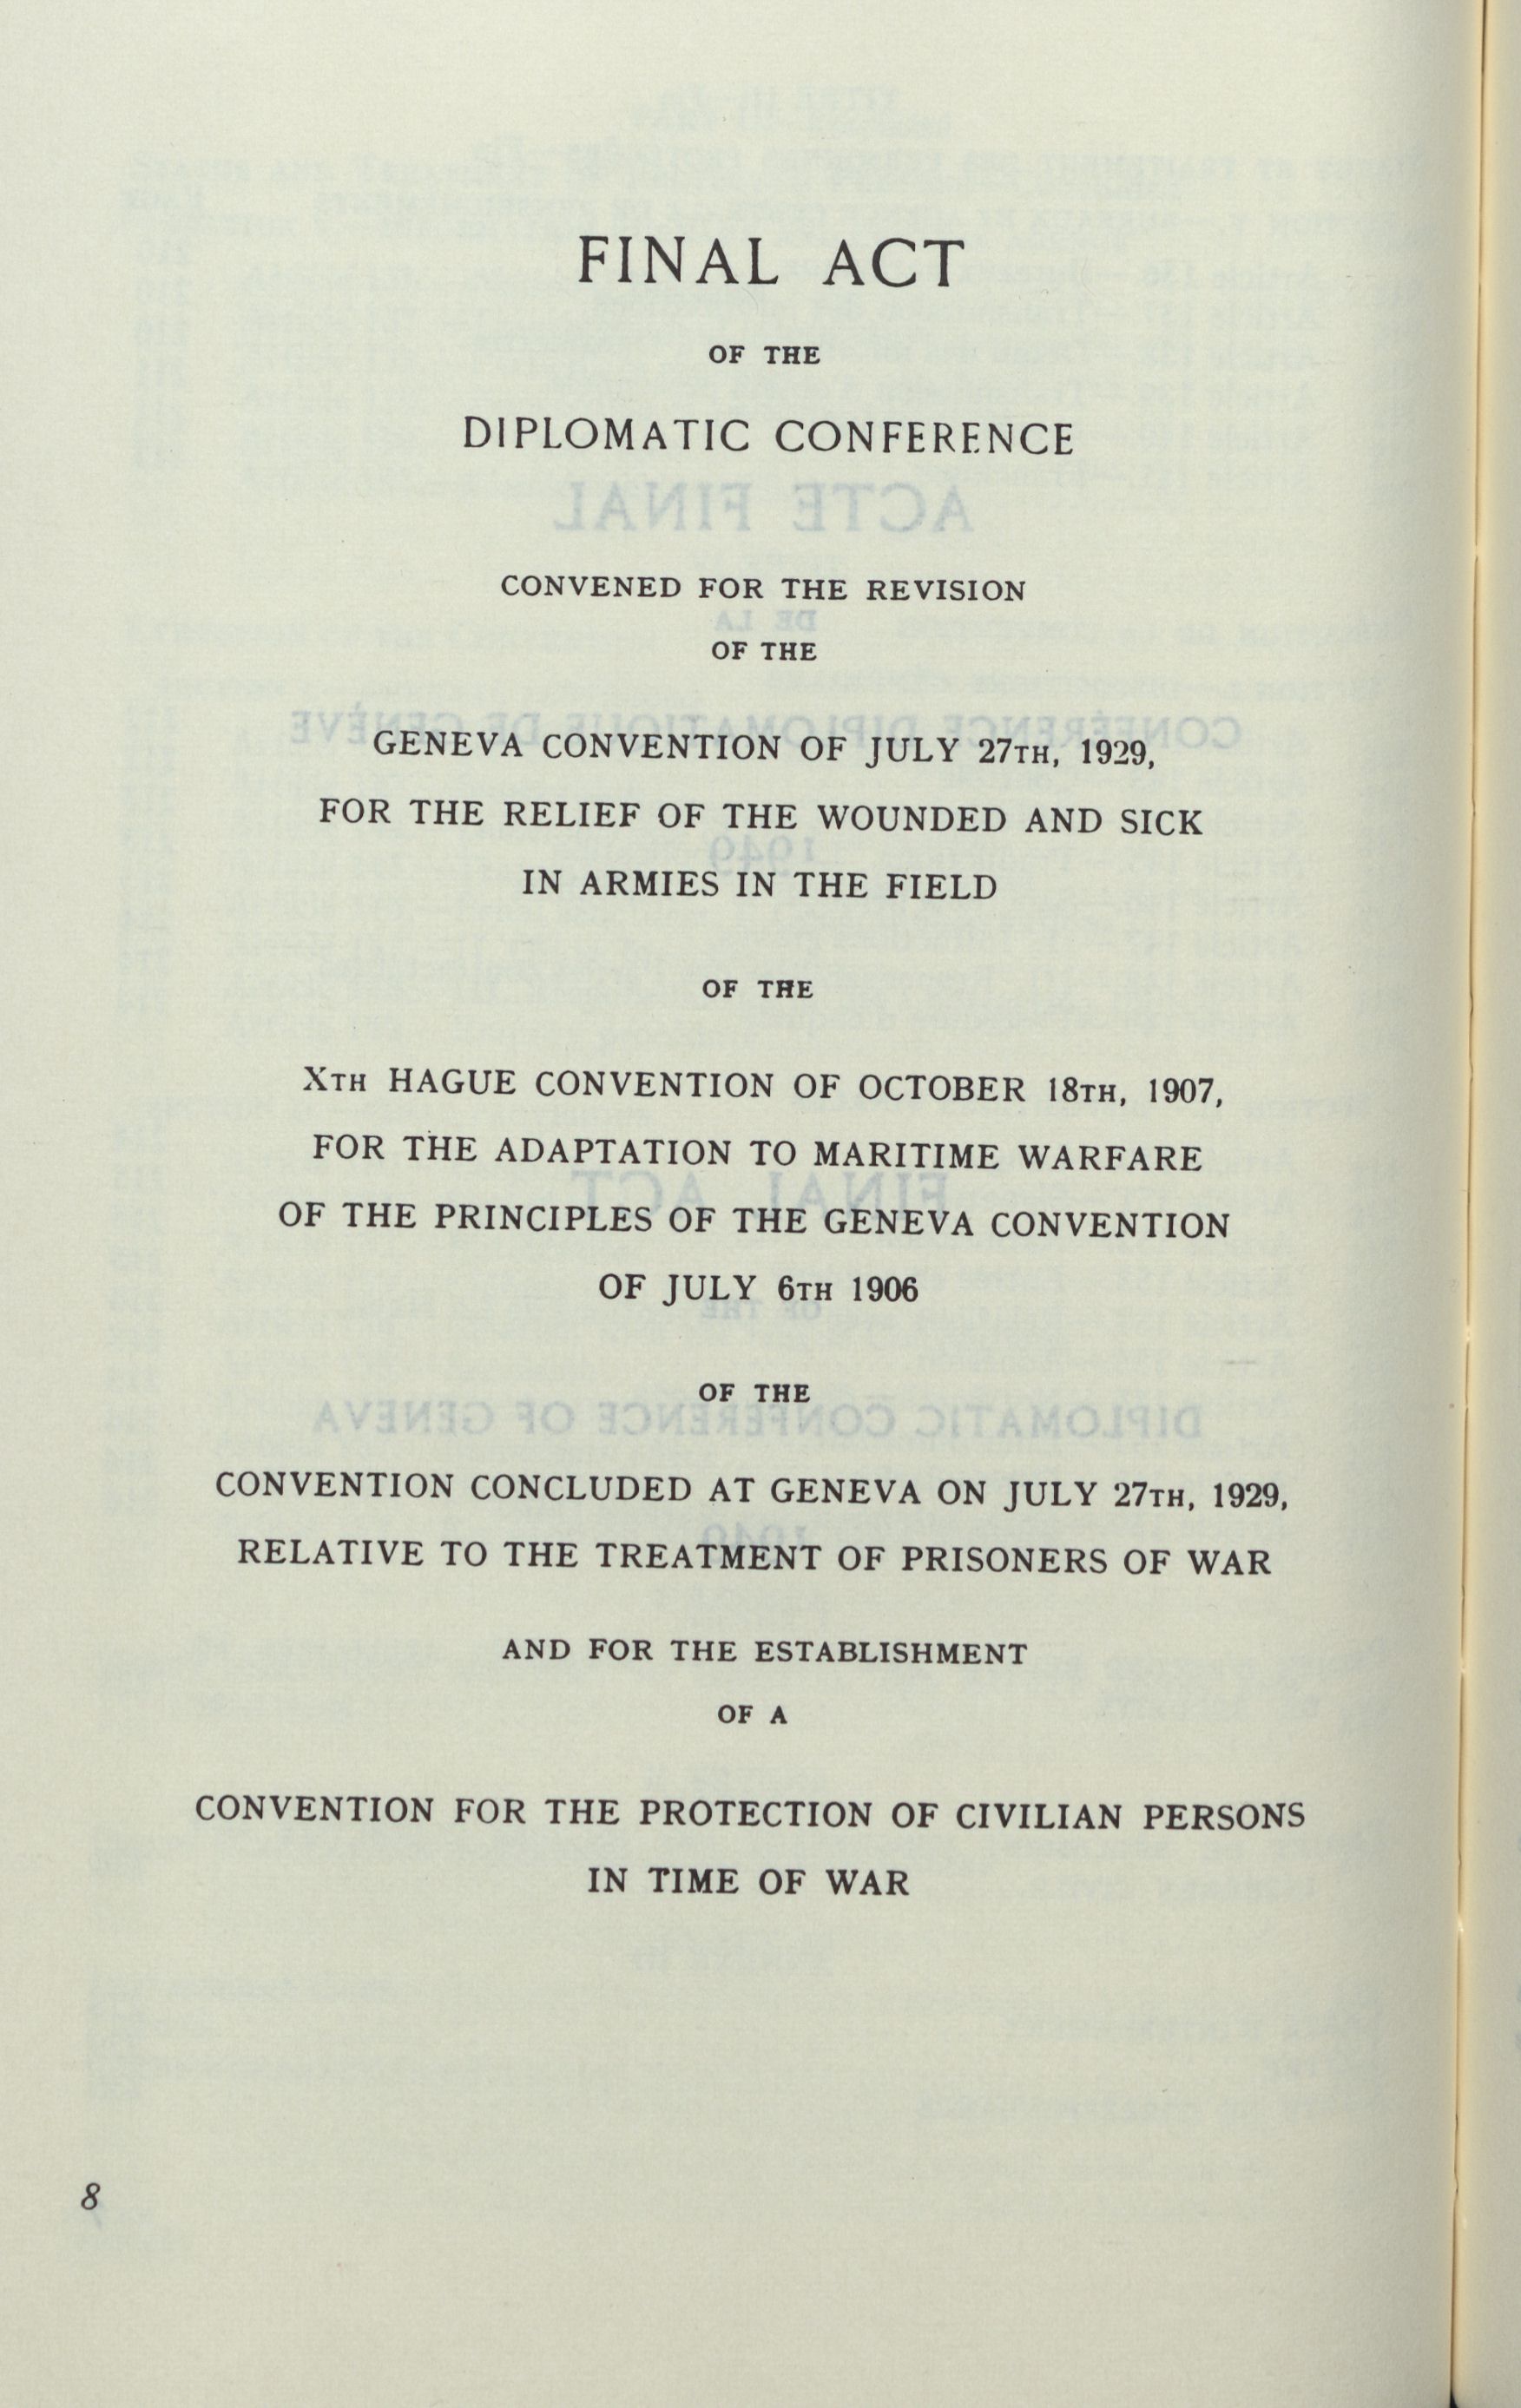 FINAL ACT
OF THE
DIPLOMATIC CONFERENCE
CONVENED FOR THE REVISION
OF THE
GENEVA CONVENTION OF JULY 27TH, 1929,
FOR THE RELIEF OF THE WOUNDED AND SICK
IN ARMIES IN THE FIELD
OF THE
XTH HAGUE CONVENTION OF OCTOBER 18TH, 1907,
FOR THE ADAPTATION TO MARITIME WARFARE
OF THE PRINCIPLES OF THE GENEVA CONVENTION
OF JULY 6TH 1906
OF THE
CONVENTION CONCLUDED AT GENEVA ON JULY 27TH, 1929,
RELATIVE TO THE TREATMENT OF PRISONERS OF WAR
AND FOR THE ESTABLISHMENT
OF A
CONVENTION FOR THE PROTECTION OF CIVILIAN PERSONS
IN TIME OF WAR
8